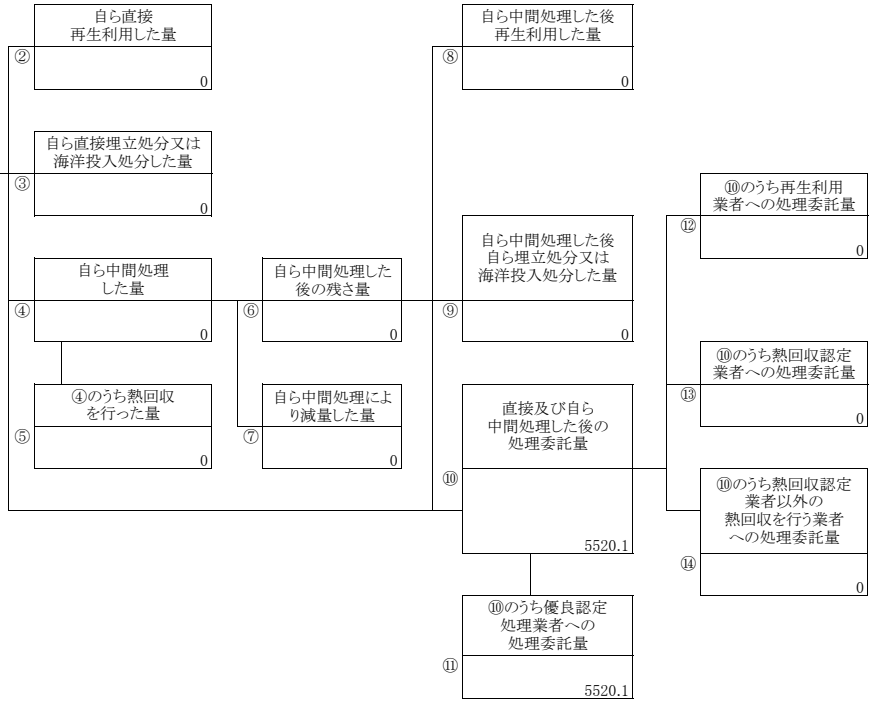 自ら直接
再生利用した量
②
0
自ら直接埋立処分又は
海洋投入処分した量
③
0
自ら中間処理
した量
④
0
④のうち熱回収
を行った量
⑤
0
自ら中間処理した
後の残さ量
⑥
0
自ら中間処理によ
り減量した量
⑦
0
自ら中間処理した後
再生利用した量
⑧
0
自ら中間処理した後
自ら埋立処分又は
海洋投入処分した量
⑨
0
直接及び自ら
中間処理した後の
処理委託量
⑩
5520.1
⑩のうち優良認定
処理業者への
処理委託量
⑪
5520.1
⑩のうち再生利用
業者への処理委託量
⑫
0
⑩のうち熱回収認定
業者への処理委託量
⑬
0
⑩のうち熱回収認定
業者以外の
熱回収を行う業者
への処理委託量
⑭
0